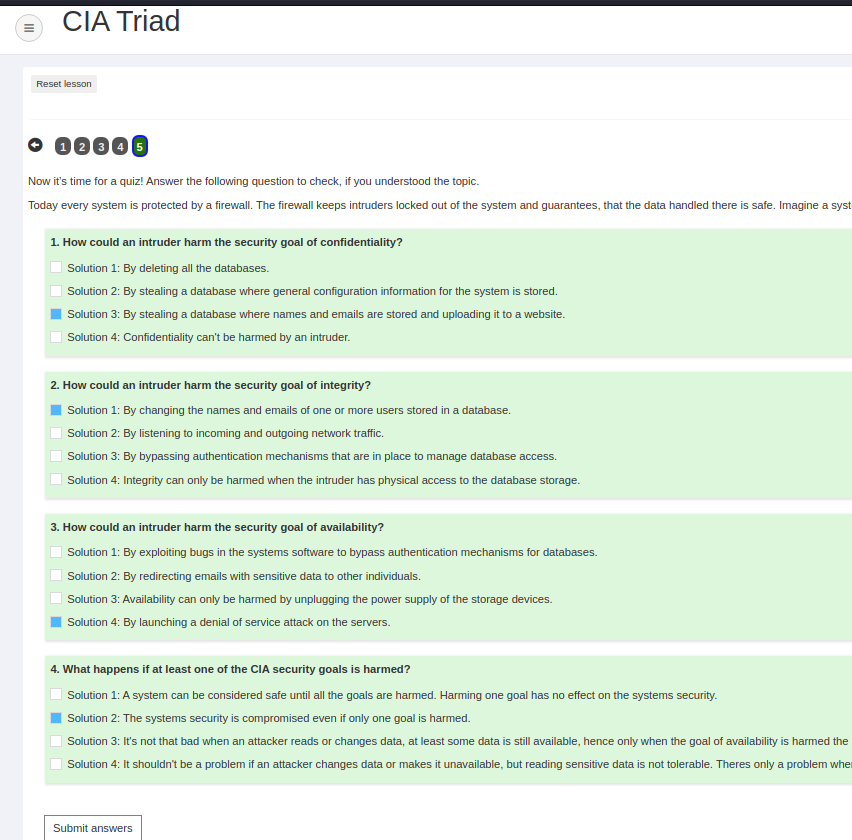 CIA Triad
Reset lesson
1 2 3 4 5
Now it's time for a quiz! Answer the following question to check, if you understood the topic.
Today every system is protected by a firewall. The firewall keeps intruders locked out of the system and guarantees, that the data handled there is safe. Imagine a syst
1. How could an intruder harm the security goal of confidentiality?
Solution 1: By deleting all the databases.
Solution 2: By stealing a database where general configuration information for the system is stored.
Solution 3: By stealing a database where names and emails are stored and uploading it to a website.
Solution 4: Confidentiality can't be harmed by an intruder.
2. How could an intruder harm the security goal of integrity?
Solution 1: By changing the names and emails of one or more users stored in a database.
Solution 2: By listening to incoming and outgoing network traffic.
Solution 3: By bypassing authentication mechanisms that are in place to manage database access.
Solution 4: Integrity can only be harmed when the intruder has physical access to the database storage.
3. How could an intruder harm the security goal of availability?
Solution 1: By exploiting bugs in the systems software to bypass authentication mechanisms for databases.
Solution 2: By redirecting emails with sensitive data to other individuals.
Solution 3: Availability can only be harmed by unplugging the power supply of the storage devices.
Solution 4: By launching a denial of service attack on the servers.
4. What happens if at least one of the CIA security goals is harmed?
Solution 1: A system can be considered safe until all the goals are harmed. Harming one goal has no effect on the systems security.
Solution 2: The systems security is compromised even if only one goal is harmed.
Solution 3: It's not that bad when an attacker reads or changes data, at least some data is still available, hence only when the goal of availability is harmed the
Solution 4: It shouldn't be a problem if an attacker changes data or makes it unavailable, but reading sensitive data is not tolerable. Theres only a problem whe
Submit answers